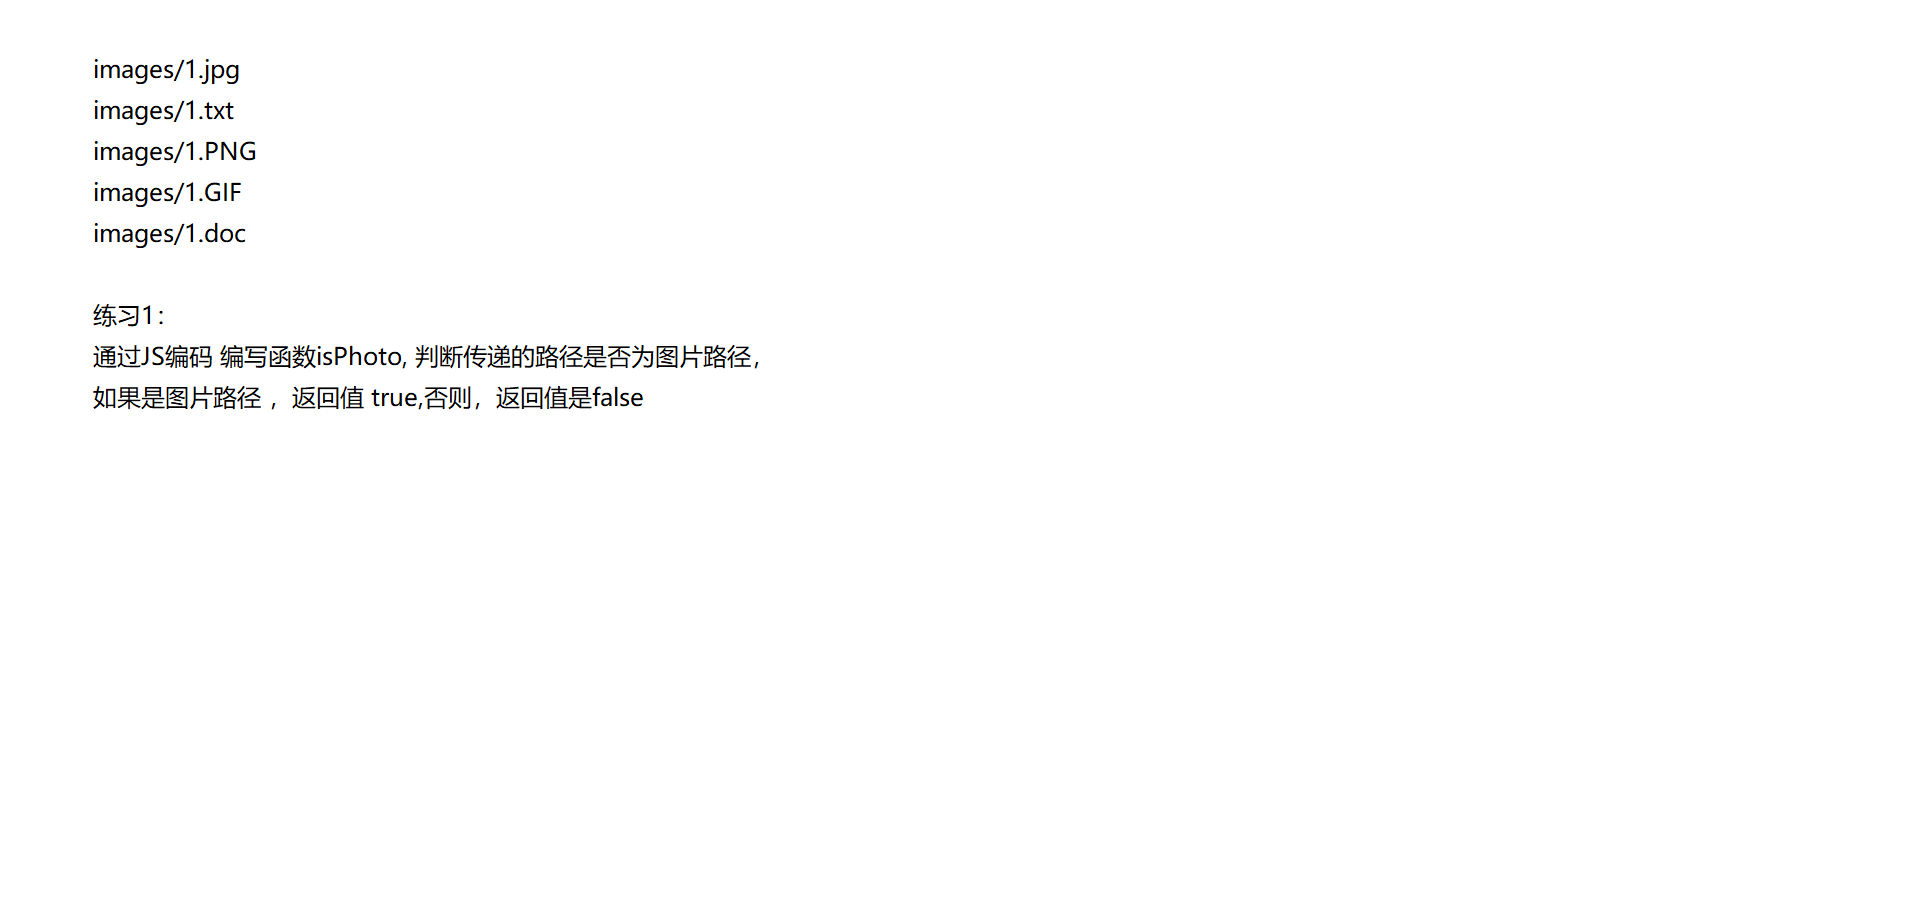 images/1.jpg
images/1.txt
images/1.PNG
images/1.GIF
images/1.doc
练习1：
通过JS编码 编写函数isPhoto, 判断传递的路径是否为图片路径，
如果是图片路径 ，返回值 true,否则，返回值是false